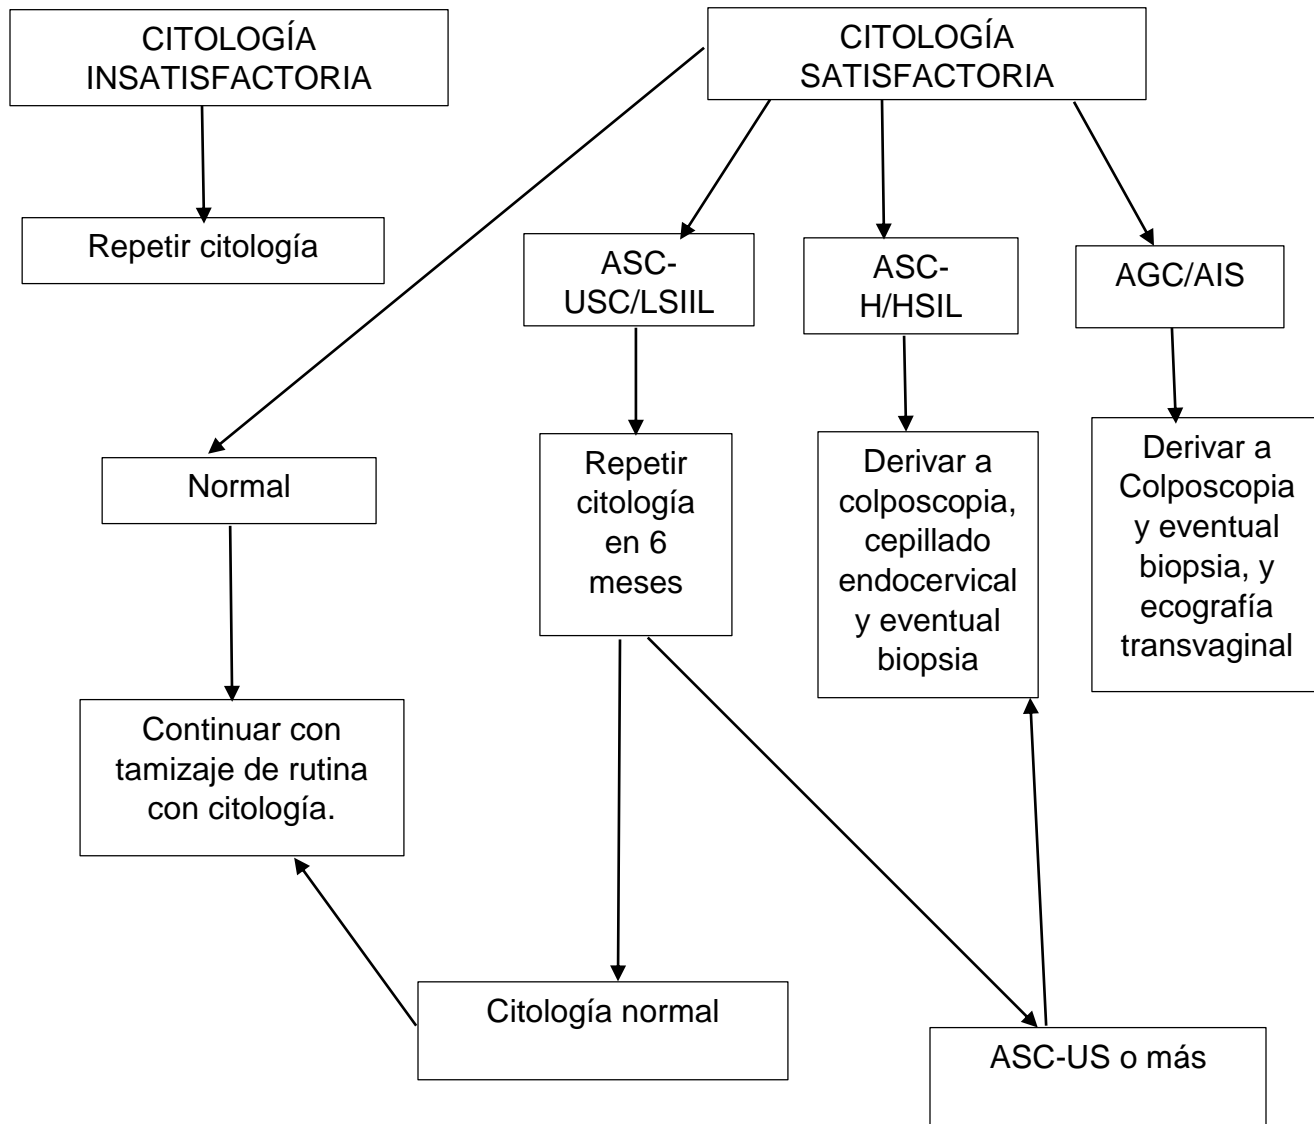 CITOLOGÍA
INSATISFACTORIA
CITOLOGÍA
SATISFACTORIA
Repetir citología
ASC-
USC/LSIIL
ASC-
H/HSIL
AGC/AIS
Normal
Repetir
citología
en 6
meses
Derivar a
colposcopia,
cepillado
endocervical
y eventual
biopsia
Derivar a
Colposcopia
y eventual
biopsia, y
ecografía
transvaginal
Continuar con
tamizaje de rutina
con citología.
Citología normal
ASC-US o más